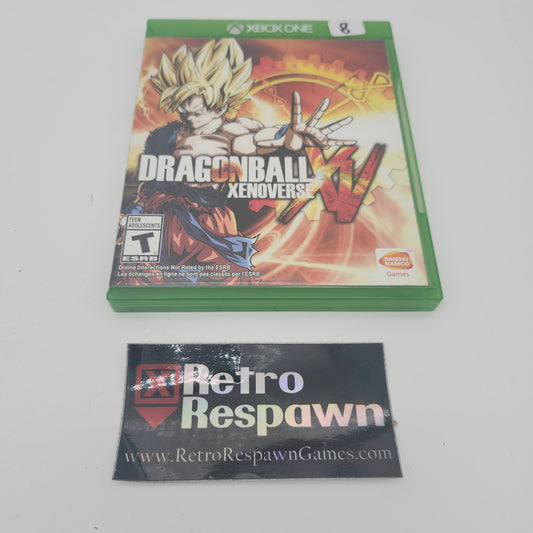 XBOX ONE
8
DRAGONBALL
XENOVERSE
XV
TEEN
ADOLESCENTS
T
ESRB
Online Interactions Not Rated by the ESRB
Les échanges en ligne ne sont pas classés par l'ESRB
BANDAI
NAMCO
Games
Retro
Respawn
www.RetroRespawnGames.com